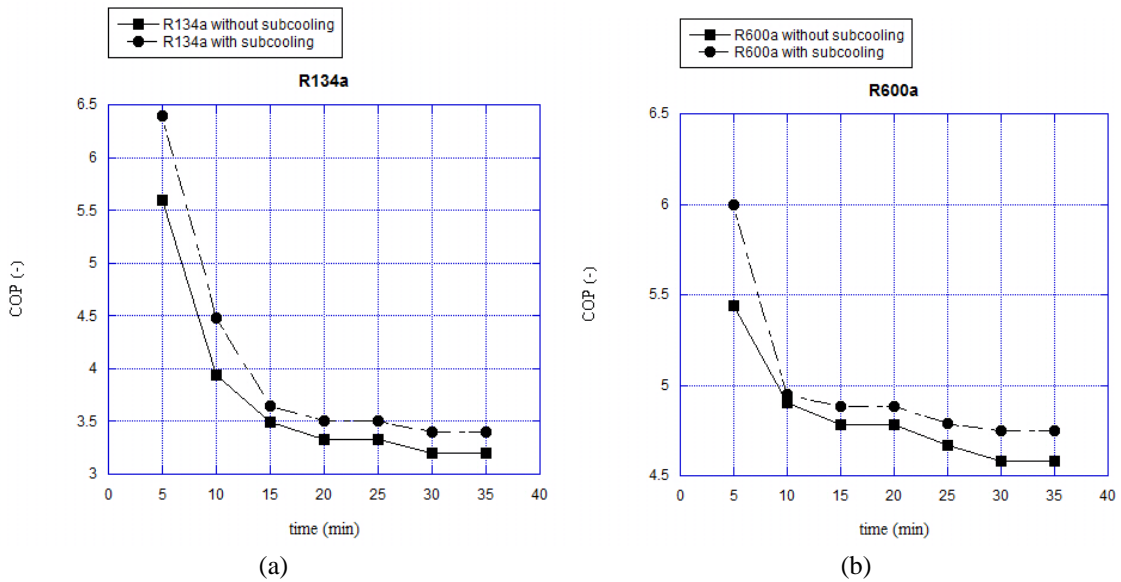 R134a without subcooling
R134a with subcooling
R134a
6.5
6
5.5
5
4.5
4
3.5
3
0 5 10 15 20 25 30 35 40
COP (-)
time (min)
(a)
R600a without subcooling
R600a with subcooling
R600a
6.5
6
5.5
5
4.5
0 5 10 15 20 25 30 35 40
COP (-)
time (min)
(b)